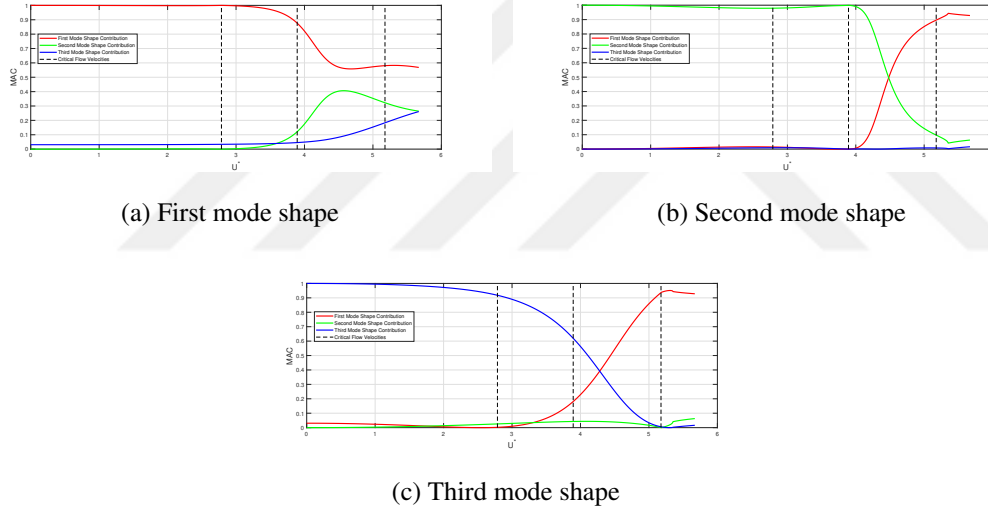 1
0.9
0.8
0.7
0.6
0.5
0.4
0.3
0.2
0.1
0
MAC
First Mode Shape Contribution
Second Mode Shape Contribution
Third Mode Shape Contribution
Critical Flow Velocities
0 1 2 3 4 5 6
U*
(a) First mode shape
1
0.9
0.8
0.7
0.6
0.5
0.4
0.3
0.2
0.1
0
MAC
First Mode Shape Contribution
Second Mode Shape Contribution
Third Mode Shape Contribution
Critical Flow Velocities
0 1 2 3 4 5
U*
(b) Second mode shape
1
0.9
0.8
0.7
0.6
0.5
0.4
0.3
0.2
0.1
0
MAC
First Mode Shape Contribution
Second Mode Shape Contribution
Third Mode Shape Contribution
Critical Flow Velocities
0 1 2 3 4 5 6
U*
(c) Third mode shape